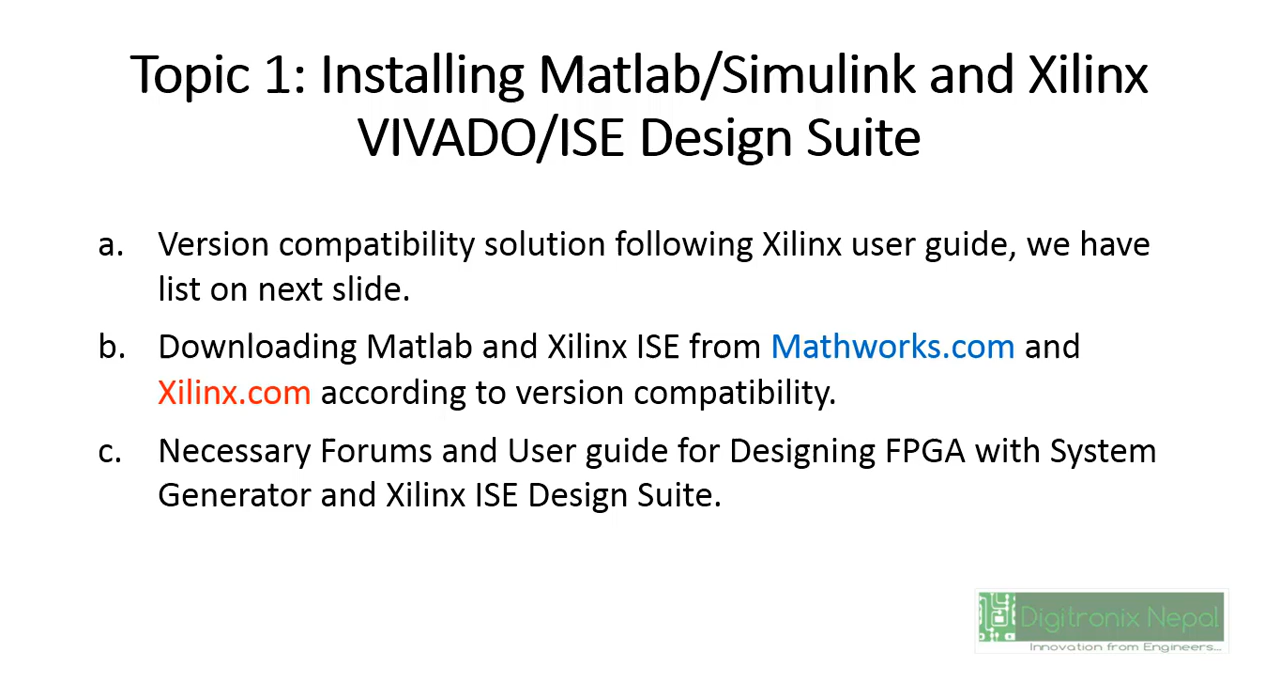 Topic 1: Installing Matlab/Simulink and Xilinx
VIVADO/ISE Design Suite
a. Version compatibility solution following Xilinx user guide, we have
list on next slide.
b. Downloading Matlab and Xilinx ISE from Mathworks.com and
Xilinx.com according to version compatibility.
c. Necessary Forums and User guide for Designing FPGA with System
Generator and Xilinx ISE Design Suite.
Digitronix Nepal
Innovation from Engineers...